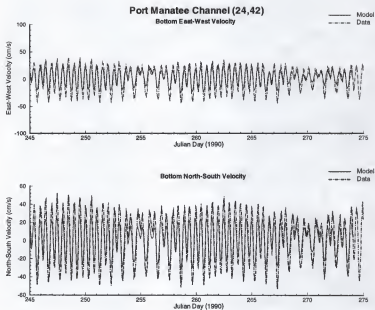 Port Manatee Channel (24,42)
Bottom East-West Velocity
Model
Data
East-West Velocity (cm/s)
100
50
0
-50
-100
245 250 255 260 265 270 275
Julian Day (1990)
Bottom North-South Velocity
Model
Data
North-South Velocity (cm/s)
60
40
20
0
-20
-40
-60
245 250 255 260 265 270 275
Julian Day (1990)